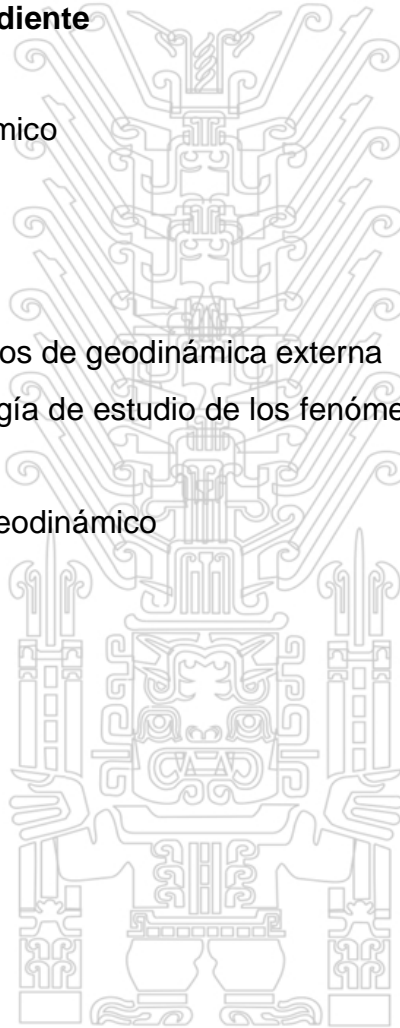 diente
mico
os de geodinámica externa
gía de estudio de los fenóme
eodinámico